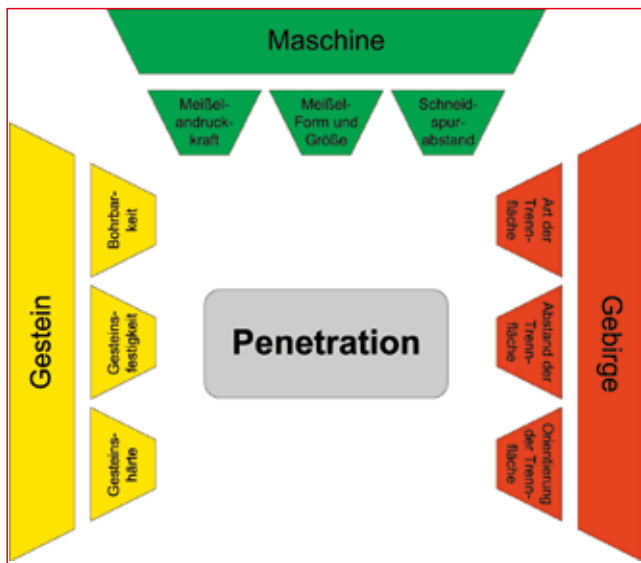 Maschine
Meißel-
andruck-
kraft
Meißel-
Form und
Größe
Schneid-
spur-
abstand
Gestein
Bohrbar-
keit
Gesteins-
festigkeit
Gesteins-
härte
Penetration
Art der
Trenn-
fläche
Abstand der
Trenn-
fläche
Orientierung
der Trenn-
fläche
Gebirge